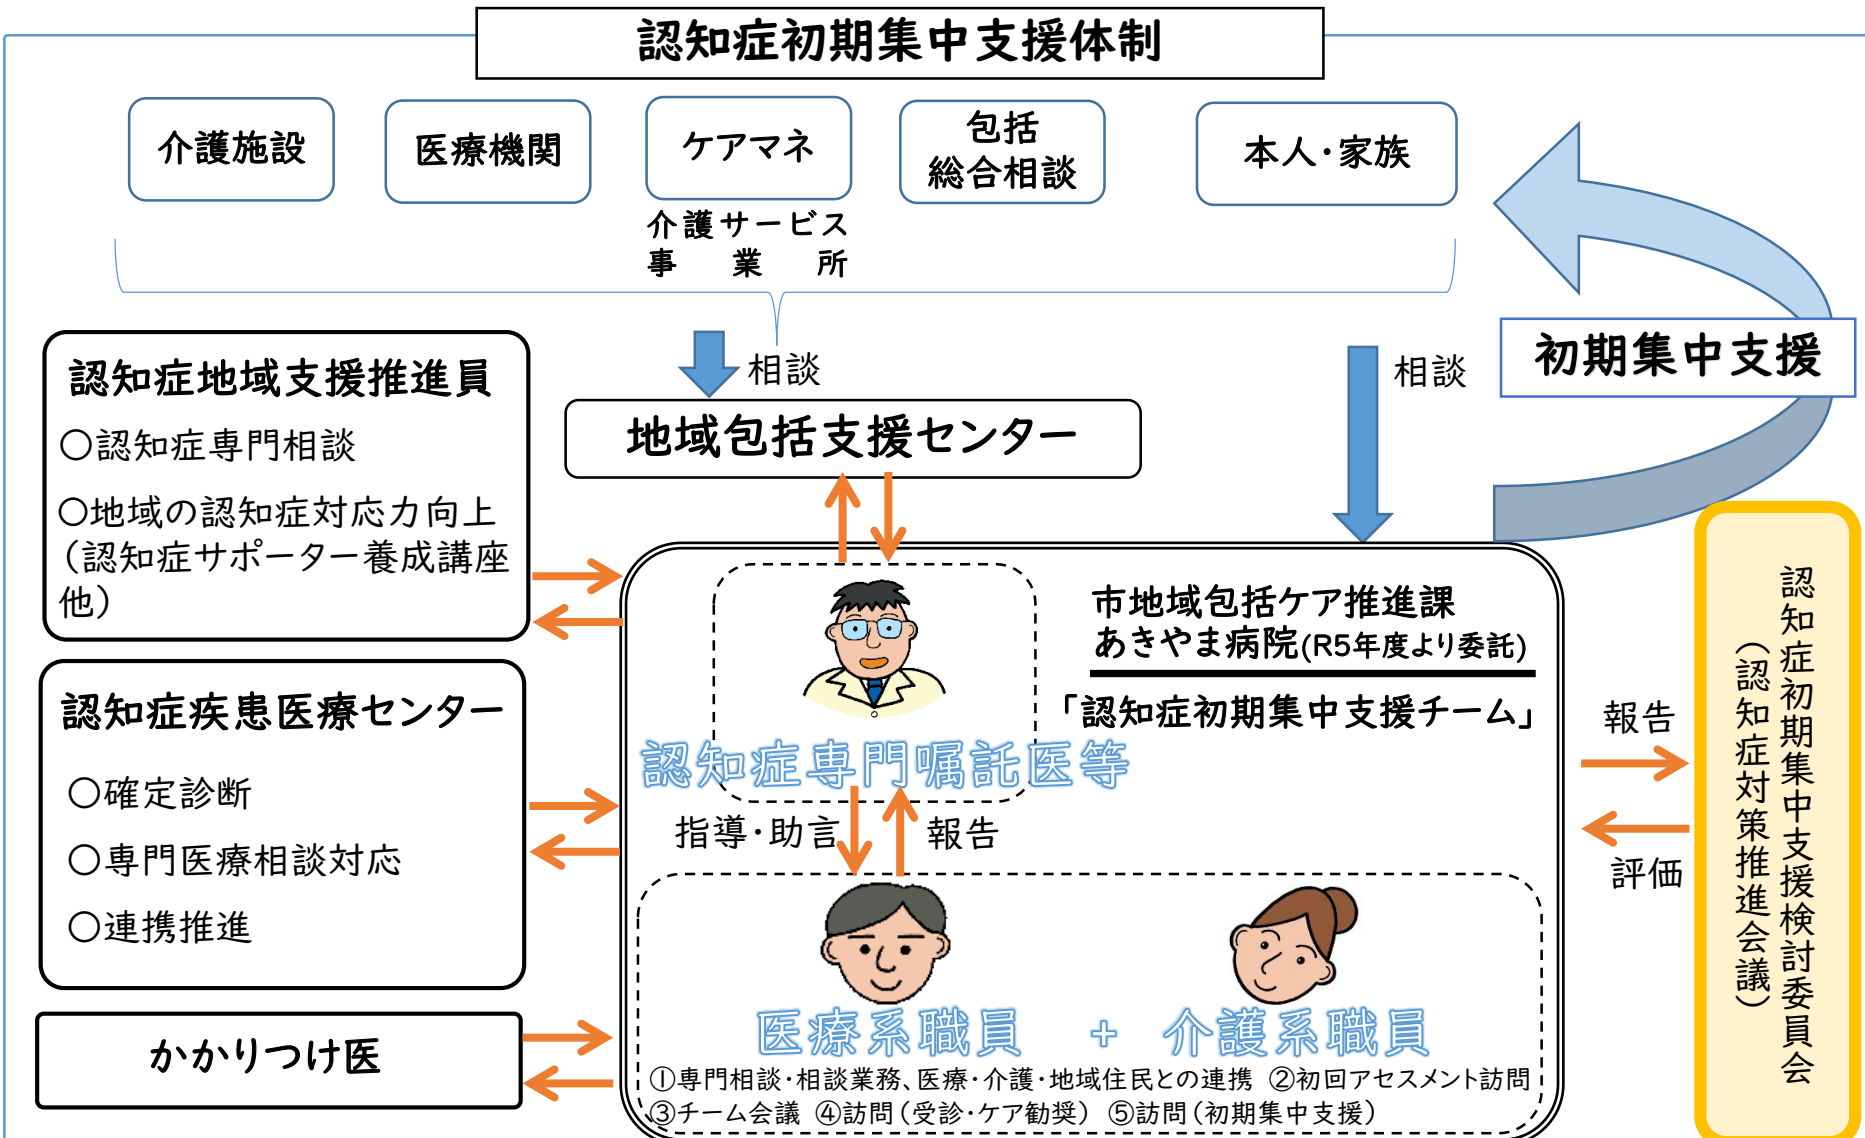 認知症初期集中支援体制
介護施設
医療機関
ケアマネ
包括
総合相談
本人・家族
介護サービス
事業所
相談
相談
初期集中支援
認知症地域支援推進員
○認知症専門相談
○地域の認知症対応力向上
（認知症サポーター養成講座
他）
地域包括支援センター
認知症疾患医療センター
○確定診断
○専門医療相談対応
○連携推進
かかりつけ医
市地域包括ケア推進課
あきやま病院(R5年度より委託)
「認知症初期集中支援チーム」
認知症専門嘱託医等
指導・助言
報告
医療系職員 + 介護系職員
①専門相談・相談業務、医療・介護・地域住民との連携 ②初回アセスメント訪問
③チーム会議 ④訪問（受診・ケア勧奨） ⑤訪問（初期集中支援）
報告
評価
認知症初期集中支援検討委員会
（認知症対策推進会議）